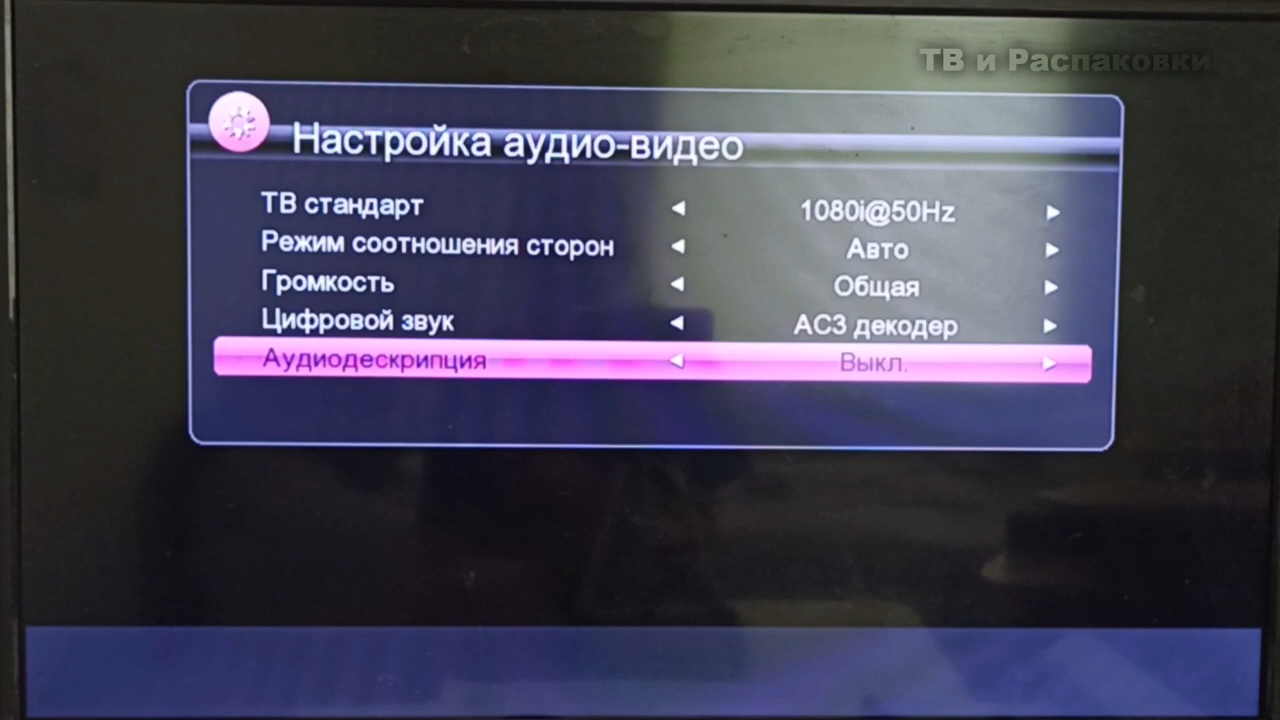 ТВ и Распаковки
Настройка аудио-видео
ТВ стандарт 1080i@50Hz
Режим соотношения сторон Авто
Громкость Общая
Цифровой звук AC3 декодер
Аудиодескрипция Выкл.